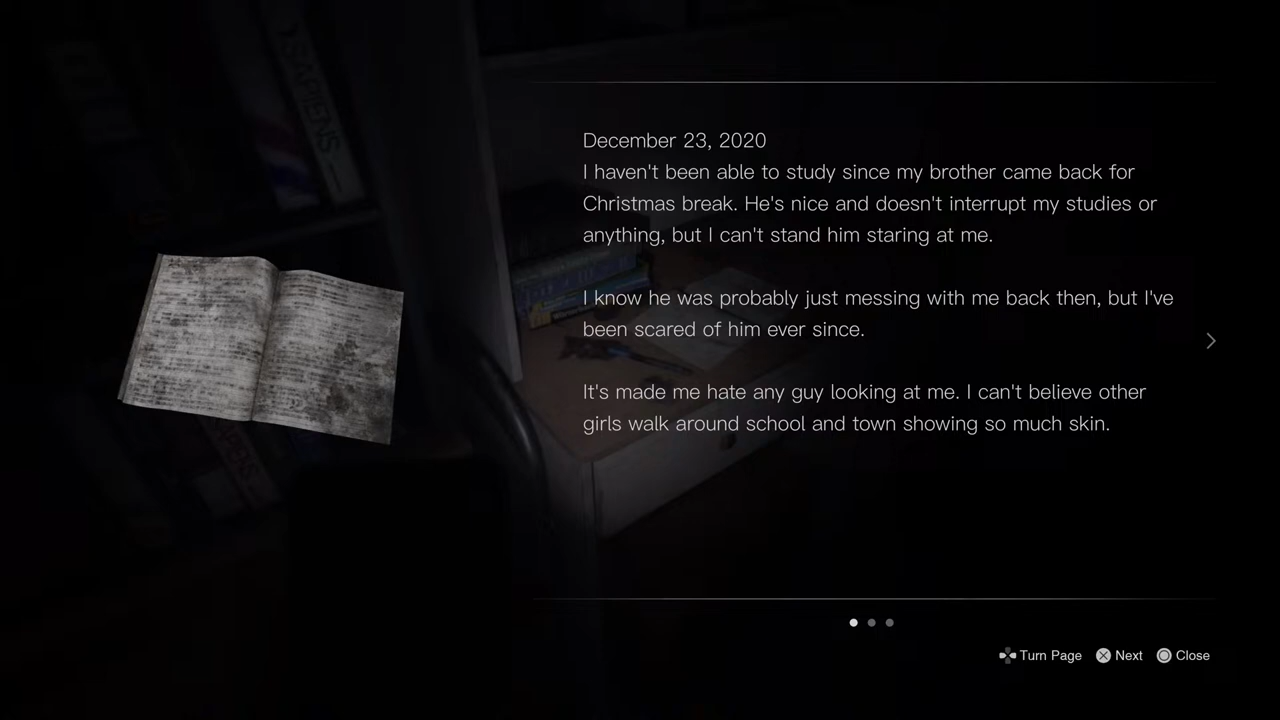 SAPIENS
December 23, 2020
I haven't been able to study since my brother came back for
Christmas break. He's nice and doesn't interrupt my studies or
anything, but I can't stand him staring at me.
I know he was probably just messing with me back then, but I've
been scared of him ever since.
It's made me hate any guy looking at me. I can't believe other
girls walk around school and town showing so much skin.
Turn Page
Next
Close